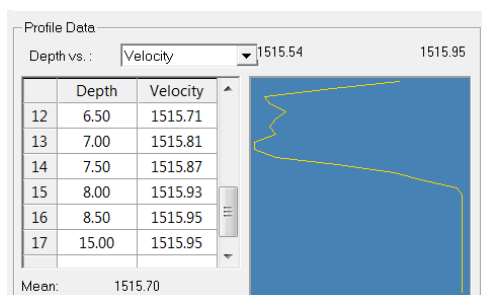 Profile Data
Depth vs. : Velocity 1515.54 1515.95
Depth Velocity
12 6.50 1515.71
13 7.00 1515.81
14 7.50 1515.87
15 8.00 1515.93
16 8.50 1515.95
17 15.00 1515.95
Mean: 1515.70